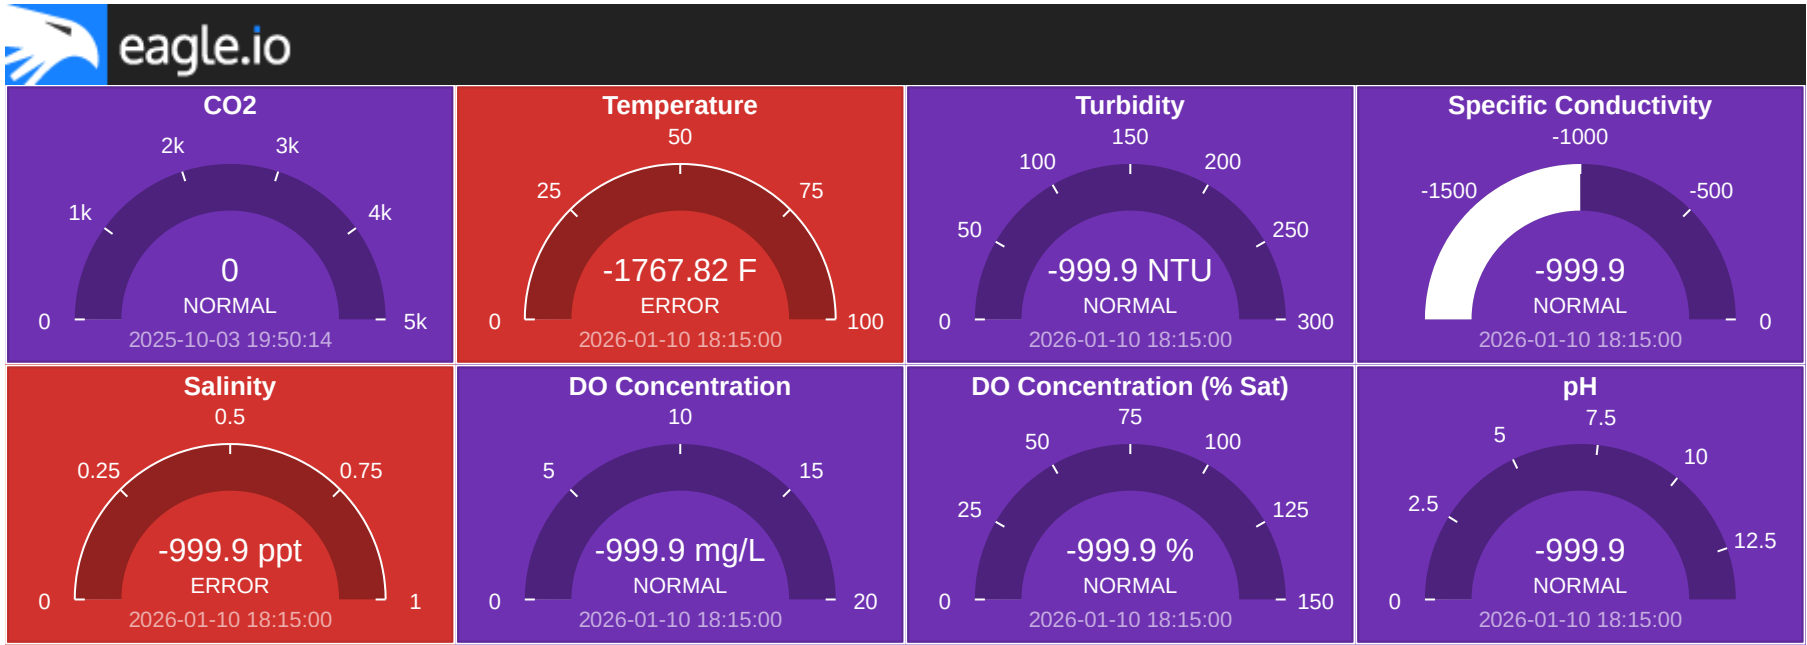 eagle.io
CO2
2k
3k
1k
4k
0
NORMAL
0
5k
2025-10-03 19:50:14
Temperature
50
25
75
-1767.82 F
ERROR
0
100
2026-01-10 18:15:00
Turbidity
150
100
200
50
250
-999.9 NTU
NORMAL
0
300
2026-01-10 18:15:00
Specific Conductivity
-1000
-1500
-500
-999.9
NORMAL
0
2026-01-10 18:15:00
Salinity
0.5
0.25
0.75
-999.9 ppt
ERROR
0
1
2026-01-10 18:15:00
DO Concentration
10
5
15
-999.9 mg/L
NORMAL
0
20
2026-01-10 18:15:00
DO Concentration (% Sat)
75
50
100
25
125
-999.9 %
NORMAL
0
150
2026-01-10 18:15:00
pH
7.5
5
10
2.5
12.5
-999.9
NORMAL
0
2026-01-10 18:15:00